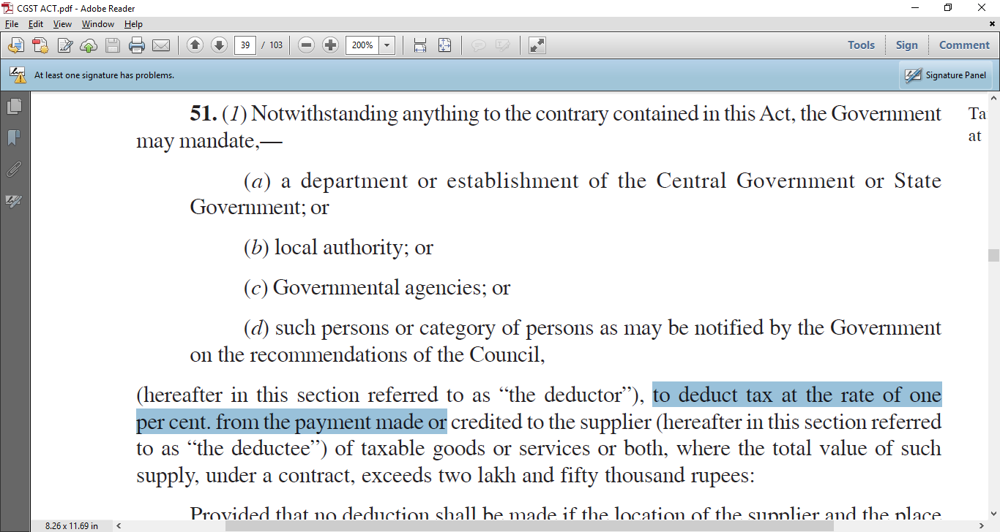 CGST ACT.pdf - Adobe Reader
File Edit View Window Help
39 / 103 200% Tools Sign Comment
At least one signature has problems. Signature Panel
51. (1) Notwithstanding anything to the contrary contained in this Act, the Government Ta
may mandate,— at
(a) a department or establishment of the Central Government or State
Government; or
(b) local authority; or
(c) Governmental agencies; or
(d) such persons or category of persons as may be notified by the Government
on the recommendations of the Council,
(hereafter in this section referred to as “the deductor”), to deduct tax at the rate of one
per cent. from the payment made or credited to the supplier (hereafter in this section referred
to as “the deductee”) of taxable goods or services or both, where the total value of such
supply, under a contract, exceeds two lakh and fifty thousand rupees:
Provided that no deduction shall be made if the location of the supplier and the place
8.26 x 11.69 in